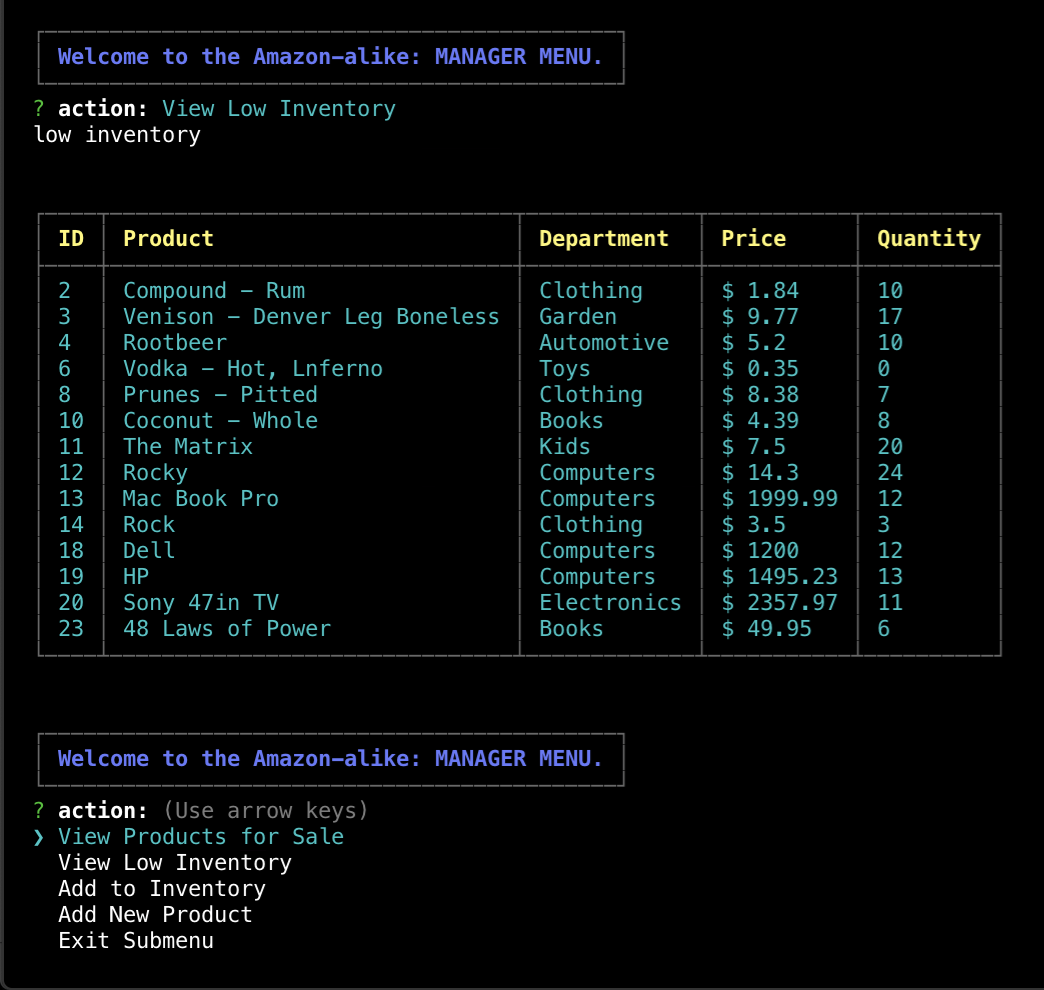 Welcome to the Amazon-alike: MANAGER MENU.
? action: View Low Inventory
low inventory
ID Product Department Price Quantity
2 Compound - Rum Clothing $ 1.84 10
3 Venison - Denver Leg Boneless Garden $ 9.77 17
4 Rootbeer Automotive $ 5.2 10
6 Vodka - Hot, Lnferno Toys $ 0.35 0
8 Prunes - Pitted Clothing $ 8.38 7
10 Coconut - Whole Books $ 4.39 8
11 The Matrix Kids $ 7.5 20
12 Rocky Computers $ 14.3 24
13 Mac Book Pro Computers $ 1999.99 12
14 Rock Clothing $ 3.5 3
18 Dell Computers $ 1200 12
19 HP Computers $ 1495.23 13
20 Sony 47in TV Electronics $ 2357.97 11
23 48 Laws of Power Books $ 49.95 6
Welcome to the Amazon-alike: MANAGER MENU.
? action: (Use arrow keys)
❯ View Products for Sale
View Low Inventory
Add to Inventory
Add New Product
Exit Submenu